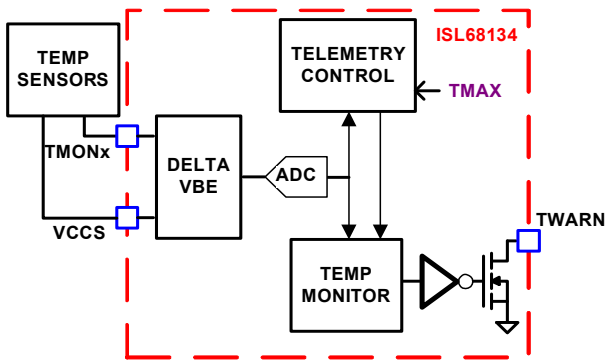 ISL68134
TEMP
SENSORS
TELEMETRY
CONTROL
TMAX
TMONx
DELTA
VBE
ADC
VCCS
TWARN
TEMP
MONITOR